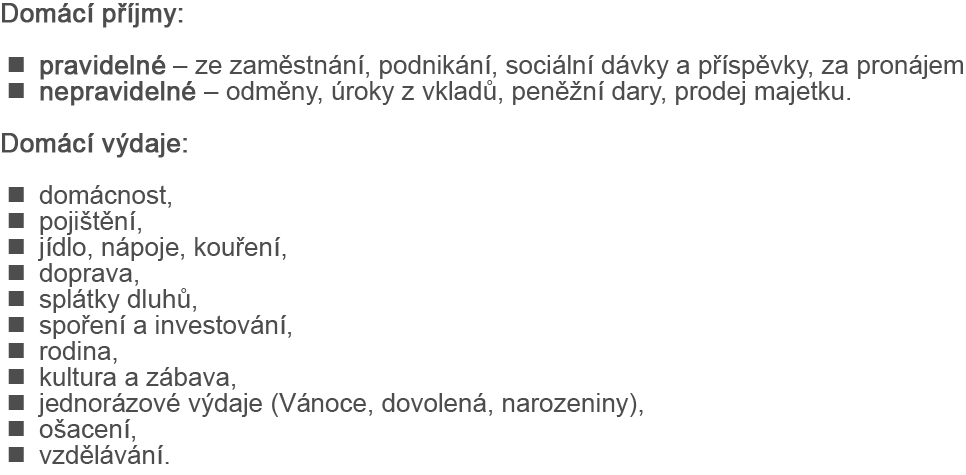 Domácí příjmy:
■ pravidelné – ze zaměstnání, podnikání, sociální dávky a příspěvky, za pronájem
■ nepravidelné – odměny, úroky z vkladů, peněžní dary, prodej majetku.
Domácí výdaje:
■ domácnost,
■ pojištění,
■ jídlo, nápoje, kouření,
■ doprava,
■ splátky dluhů,
■ spoření a investování,
■ rodina,
■ kultura a zábava,
■ jednorázové výdaje (Vánoce, dovolená, narozeniny),
■ ošacení,
■ vzdělávání.